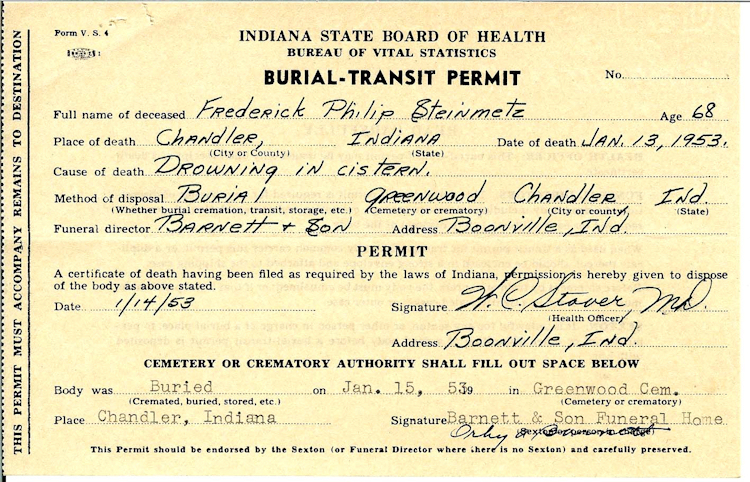 Form V. S. 4
INDIANA STATE BOARD OF HEALTH
BUREAU OF VITAL STATISTICS
BURIAL-TRANSIT PERMIT
No.
Full name of deceased Frederick Philip Steinmetz Age 68
Place of death Chandler, Indiana Date of death Jan. 13, 1953.
(City or County) (State)
Cause of death Drowning in cistern.
Method of disposal Burial Greenwood Chandler Ind.
(Whether burial cremation, transit, storage, etc.) (Cemetery or crematory) (City or county) (State)
Funeral director Barnett & Son Address Boonville, Ind.
PERMIT
A certificate of death having been filed as required by the laws of Indiana, permission is hereby given to dispose
of the body as above stated.
Date 1/14/53 Signature W. C. Stover, MD.
(Health Officer)
Address Boonville, Ind.
CEMETERY OR CREMATORY AUTHORITY SHALL FILL OUT SPACE BELOW
Body was Buried on Jan. 15, 539 in Greenwood Cem.
(Cremated, buried, stored, etc.) (Cemetery or crematory)
Place Chandler, Indiana Signature Barnett & Son Funeral Home
(Sexton or person in charge)
This Permit should be endorsed by the Sexton (or Funeral Director where there is no Sexton) and carefully preserved.
THIS PERMIT MUST ACCOMPANY REMAINS TO DESTINATION